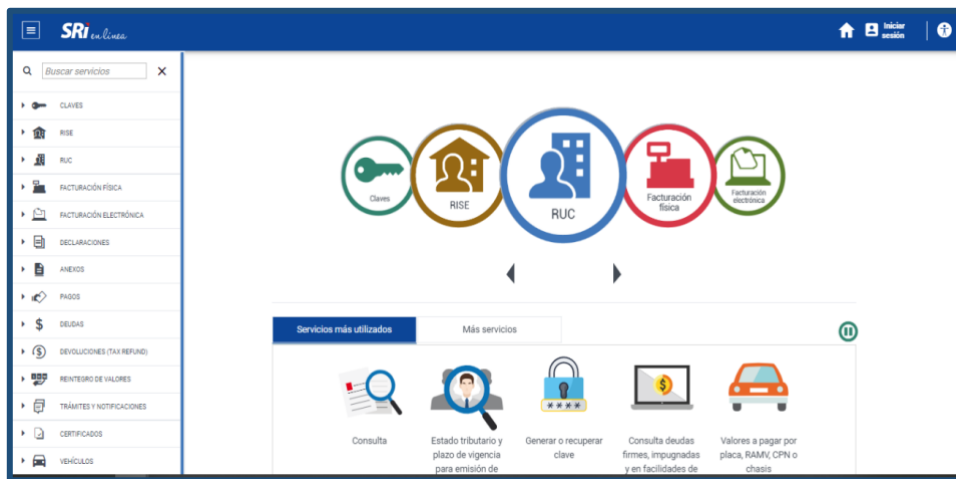 SRi en línea
Iniciar
sesión
Buscar servicios
CLAVES
RISE
RUC
FACTURACIÓN FÍSICA
FACTURACIÓN ELECTRÓNICA
DECLARACIONES
ANEXOS
PAGOS
DEUDAS
DEVOLUCIONES (TAX REFUND)
REINTEGRO DE VALORES
TRÁMITES Y NOTIFICACIONES
CERTIFICADOS
VEHÍCULOS
Claves
RISE
RUC
Facturación
física
Facturación
electrónica
Servicios más utilizados
Más servicios
Consulta
Estado tributario y
plazo de vigencia
para emisión de
Generar o recuperar
clave
Consulta deudas
firmes, impugnadas
y en facilidades de
Valores a pagar por
placa, RAMV, CPN o
chasis